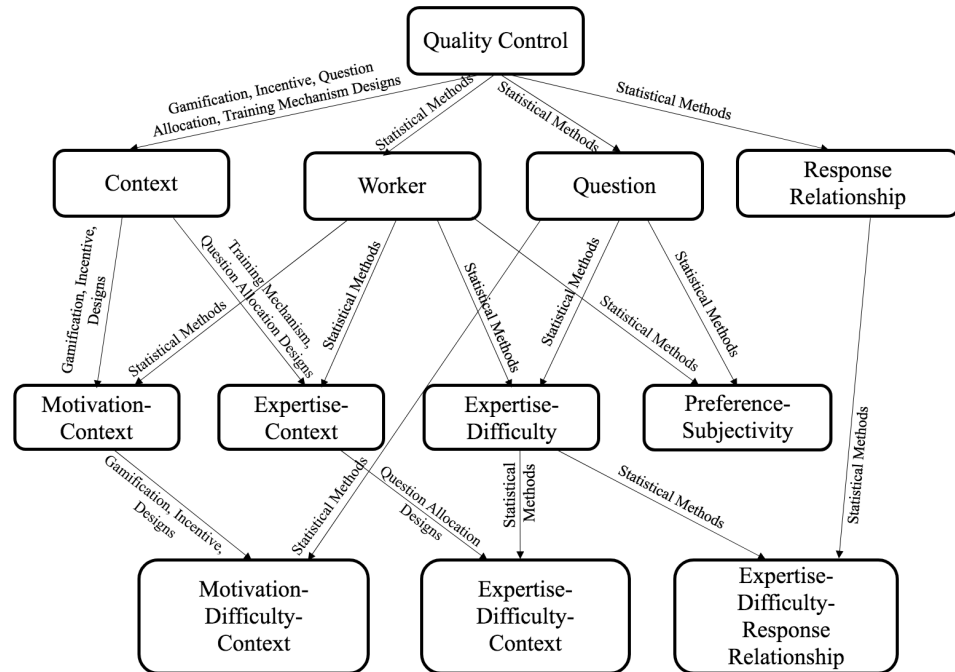 Quality Control
Gamification, Incentive, Question
Allocation, Training Mechanism Designs
Statistical Methods
Statistical Methods
Statistical Methods
Context
Worker
Question
Response
Relationship
Gamification, Incentive,
Designs
Training Mechanism,
Question Allocation Designs
Statistical Methods
Statistical Methods
Statistical Methods
Statistical Methods
Statistical Methods
Statistical Methods
Motivation-
Context
Expertise-
Context
Expertise-
Difficulty
Preference-
Subjectivity
Gamification, Incentive,
Designs
Statistical Methods
Question Allocation
Designs
Statistical
Methods
Statistical Methods
Statistical Methods
Motivation-
Difficulty-
Context
Expertise-
Difficulty-
Context
Expertise-
Difficulty-
Response
Relationship